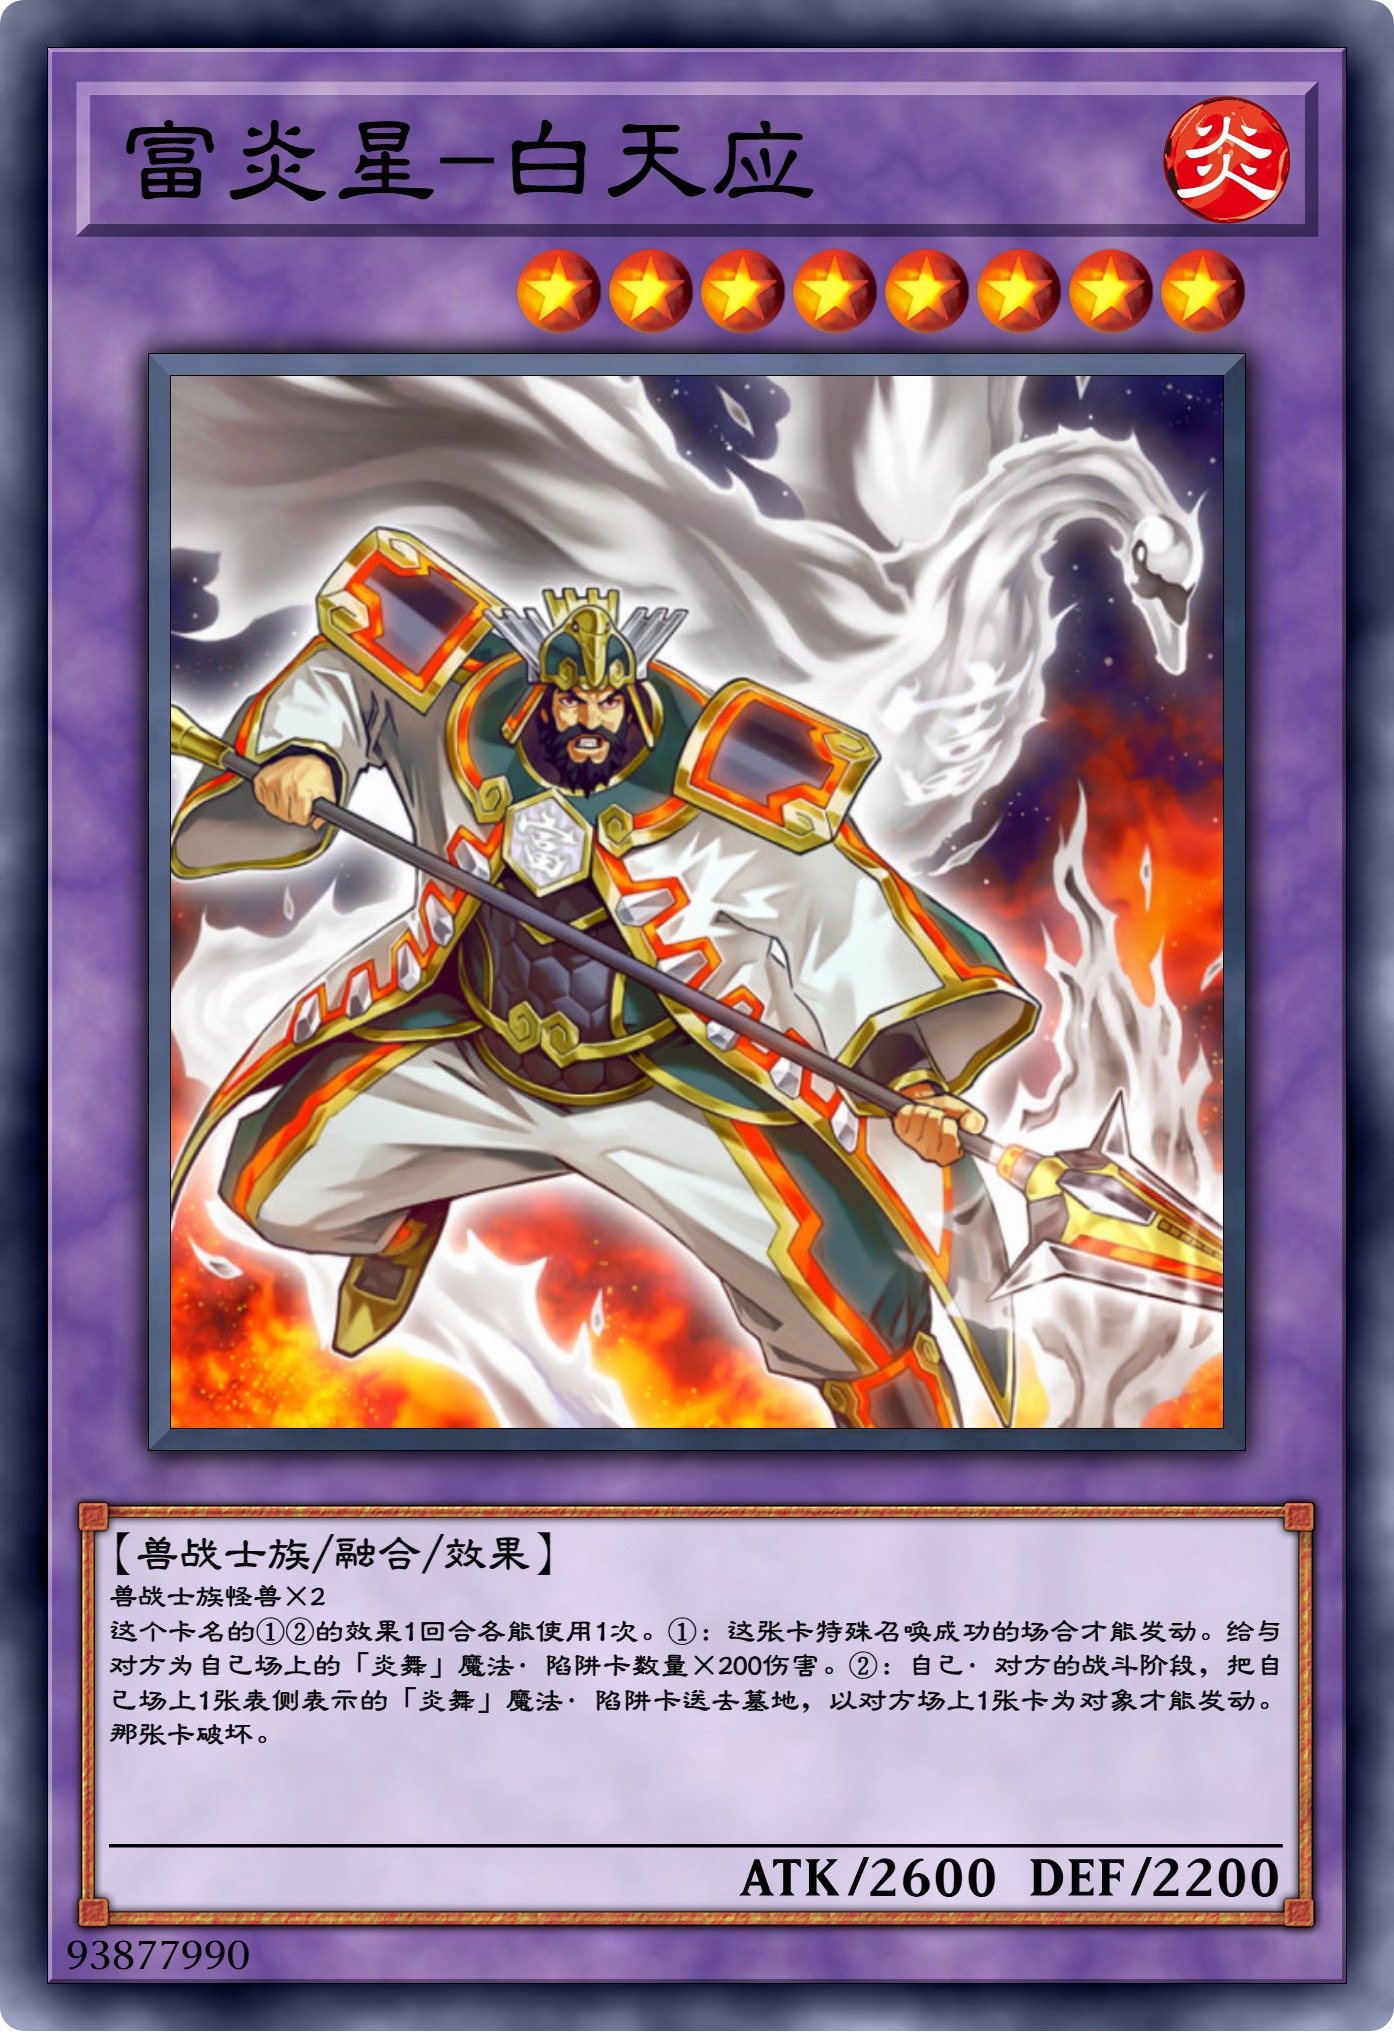 富炎星-白天应
炎
富
富
【兽战士族/融合/效果】
兽战士族怪兽×2
这个卡名的①②的效果1回合各能使用1次。①：这张卡特殊召唤成功的场合才能发动。给与
对方为自己场上的「炎舞」魔法·陷阱卡数量×200伤害。②：自己·对方的战斗阶段，把自
己场上1张表侧表示的「炎舞」魔法·陷阱卡送去墓地，以对方场上1张卡为对象才能发动。
那张卡破坏。
ATK/2600 DEF/2200
93877990